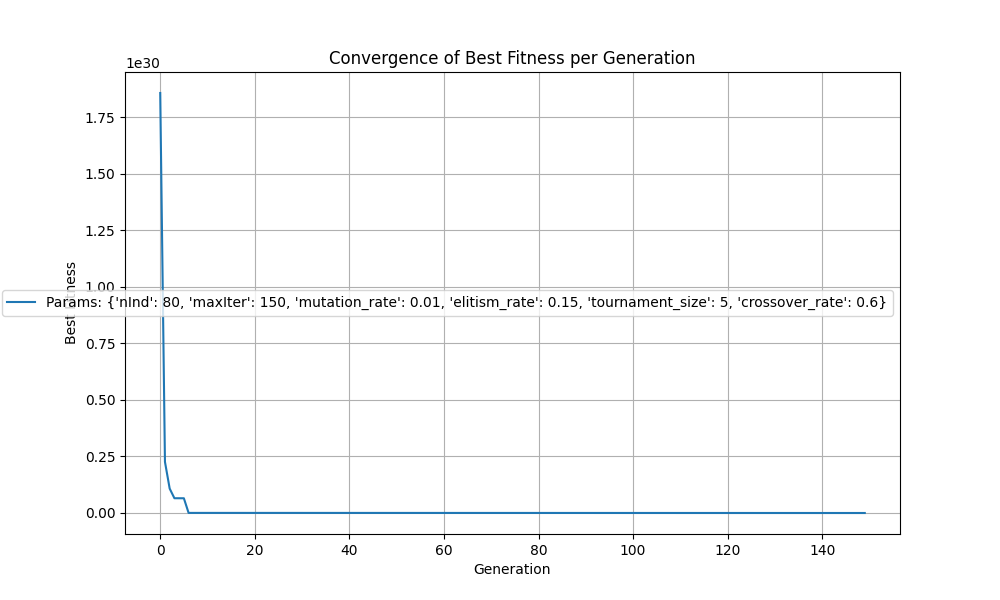 Convergence of Best Fitness per Generation
1e30
1.75
1.50
1.25
1.00
0.75
0.50
0.25
0.00
Best
Params: {'nInd': 80, 'maxIter': 150, 'mutation_rate': 0.01, 'elitism_rate': 0.15, 'tournament_size': 5, 'crossover_rate': 0.6}
0 20 40 60 80 100 120 140
Generation